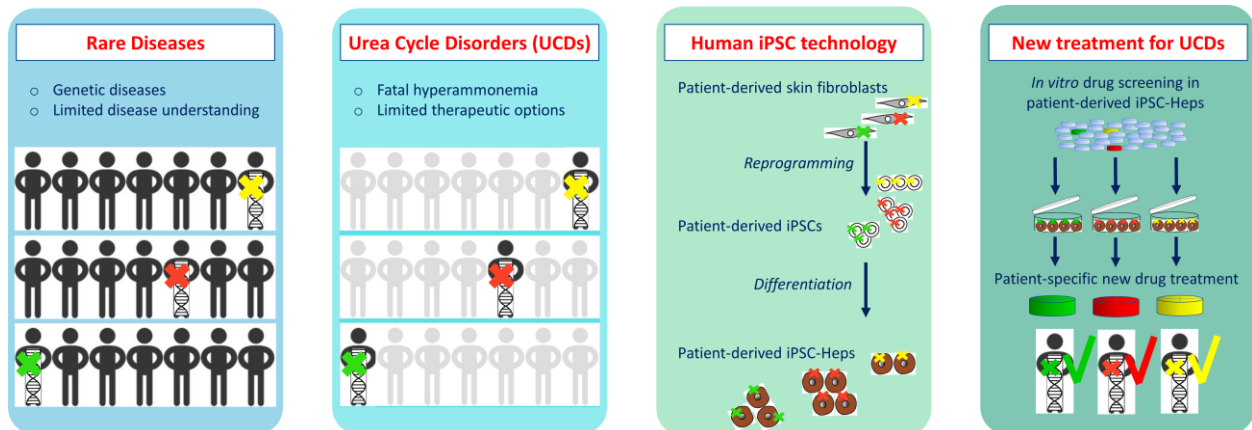 Rare Diseases
o Genetic diseases
o Limited disease understanding
Urea Cycle Disorders (UCDs)
o Fatal hyperammonemia
o Limited therapeutic options
Human iPSC technology
Patient-derived skin fibroblasts
Reprogramming
Patient-derived iPSCs
Differentiation
Patient-derived iPSC-Heps
New treatment for UCDs
In vitro drug screening in
patient-derived iPSC-Heps
Patient-specific new drug treatment